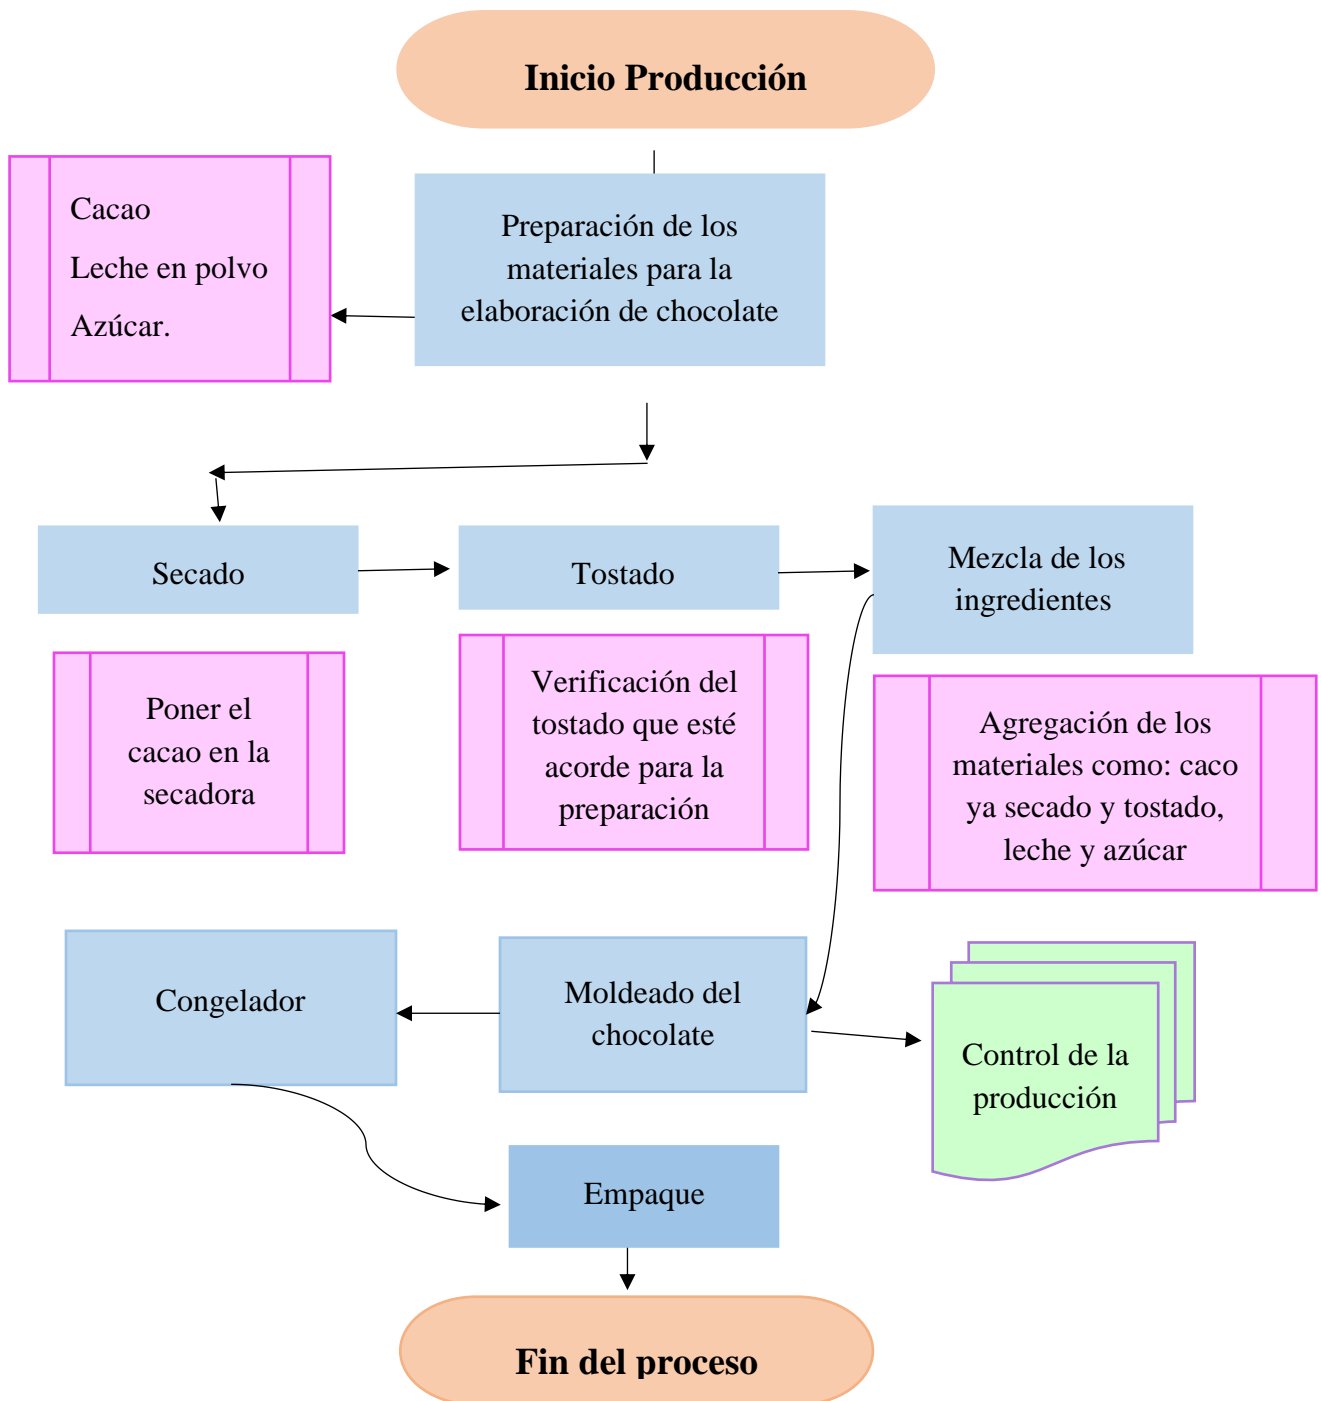 Inicio Producción
Cacao
Leche en polvo
Azúcar.
Preparación de los
materiales para la
elaboración de chocolate
Secado
Tostado
Mezcla de los
ingredientes
Poner el
cacao en la
secadora
Verificación del
tostado que esté
acorde para la
preparación
Agregación de los
materiales como: caco
ya secado y tostado,
leche y azúcar
Congelador
Moldeado del
chocolate
Control de la
producción
Empaque
Fin del proceso